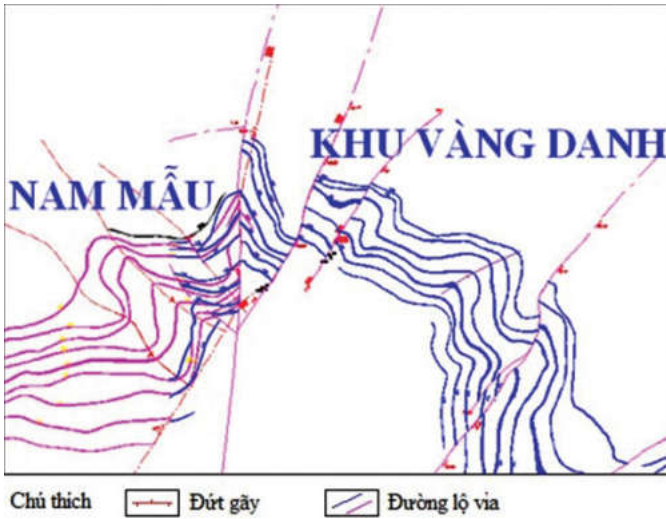 KHU VÀNG DANH
NAM MẪU
Chú thích Đứt gãy Đường lộ vỉa